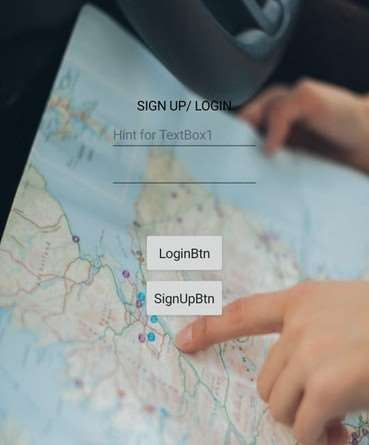 SIGN UP/ LOGIN
Hint for TextBox1
LoginBtn
SignUpBtn